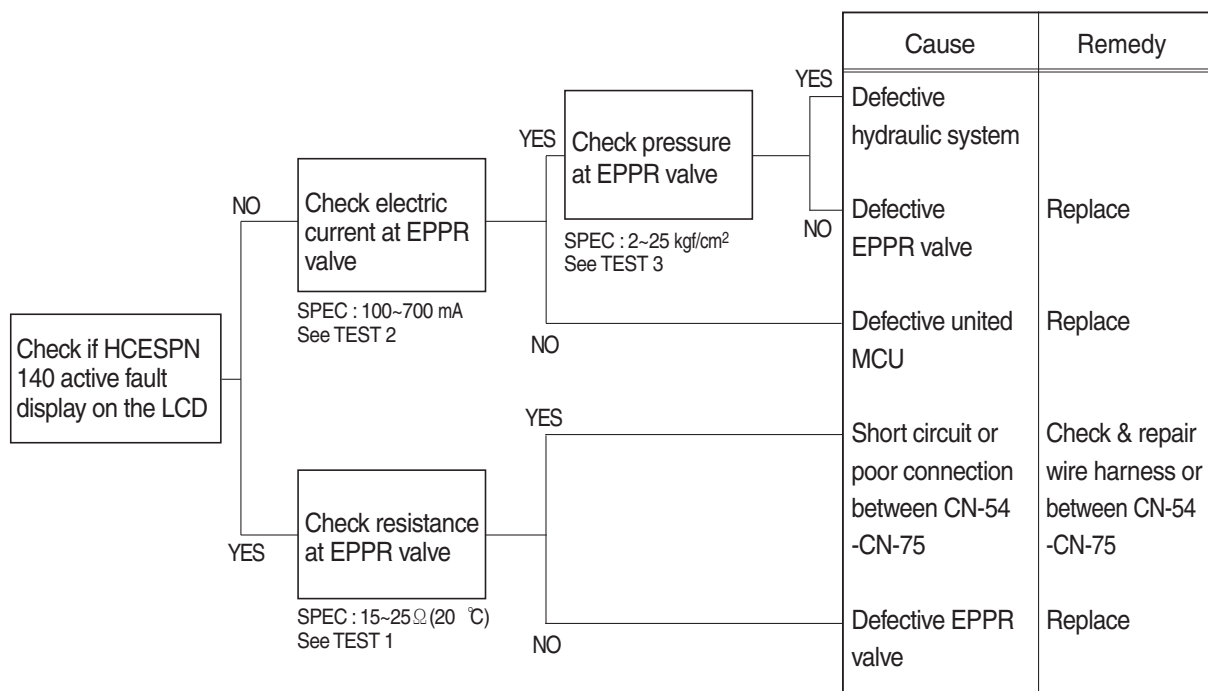 Cause
Remedy
YES
Defective
hydraulic system
YES
Check pressure
at EPPR valve
NO
Check electric
current at EPPR
valve
NO
Defective
EPPR valve
Replace
SPEC : 2~25 kgf/cm²
See TEST 3
SPEC : 100~700 mA
See TEST 2
NO
Defective united
MCU
Replace
Check if HCESPN
140 active fault
display on the LCD
YES
Short circuit or
poor connection
between CN-54
-CN-75
Check & repair
wire harness or
between CN-54
-CN-75
YES
Check resistance
at EPPR valve
SPEC : 15~25Ω(20 ℃)
See TEST 1
NO
Defective EPPR
valve
Replace